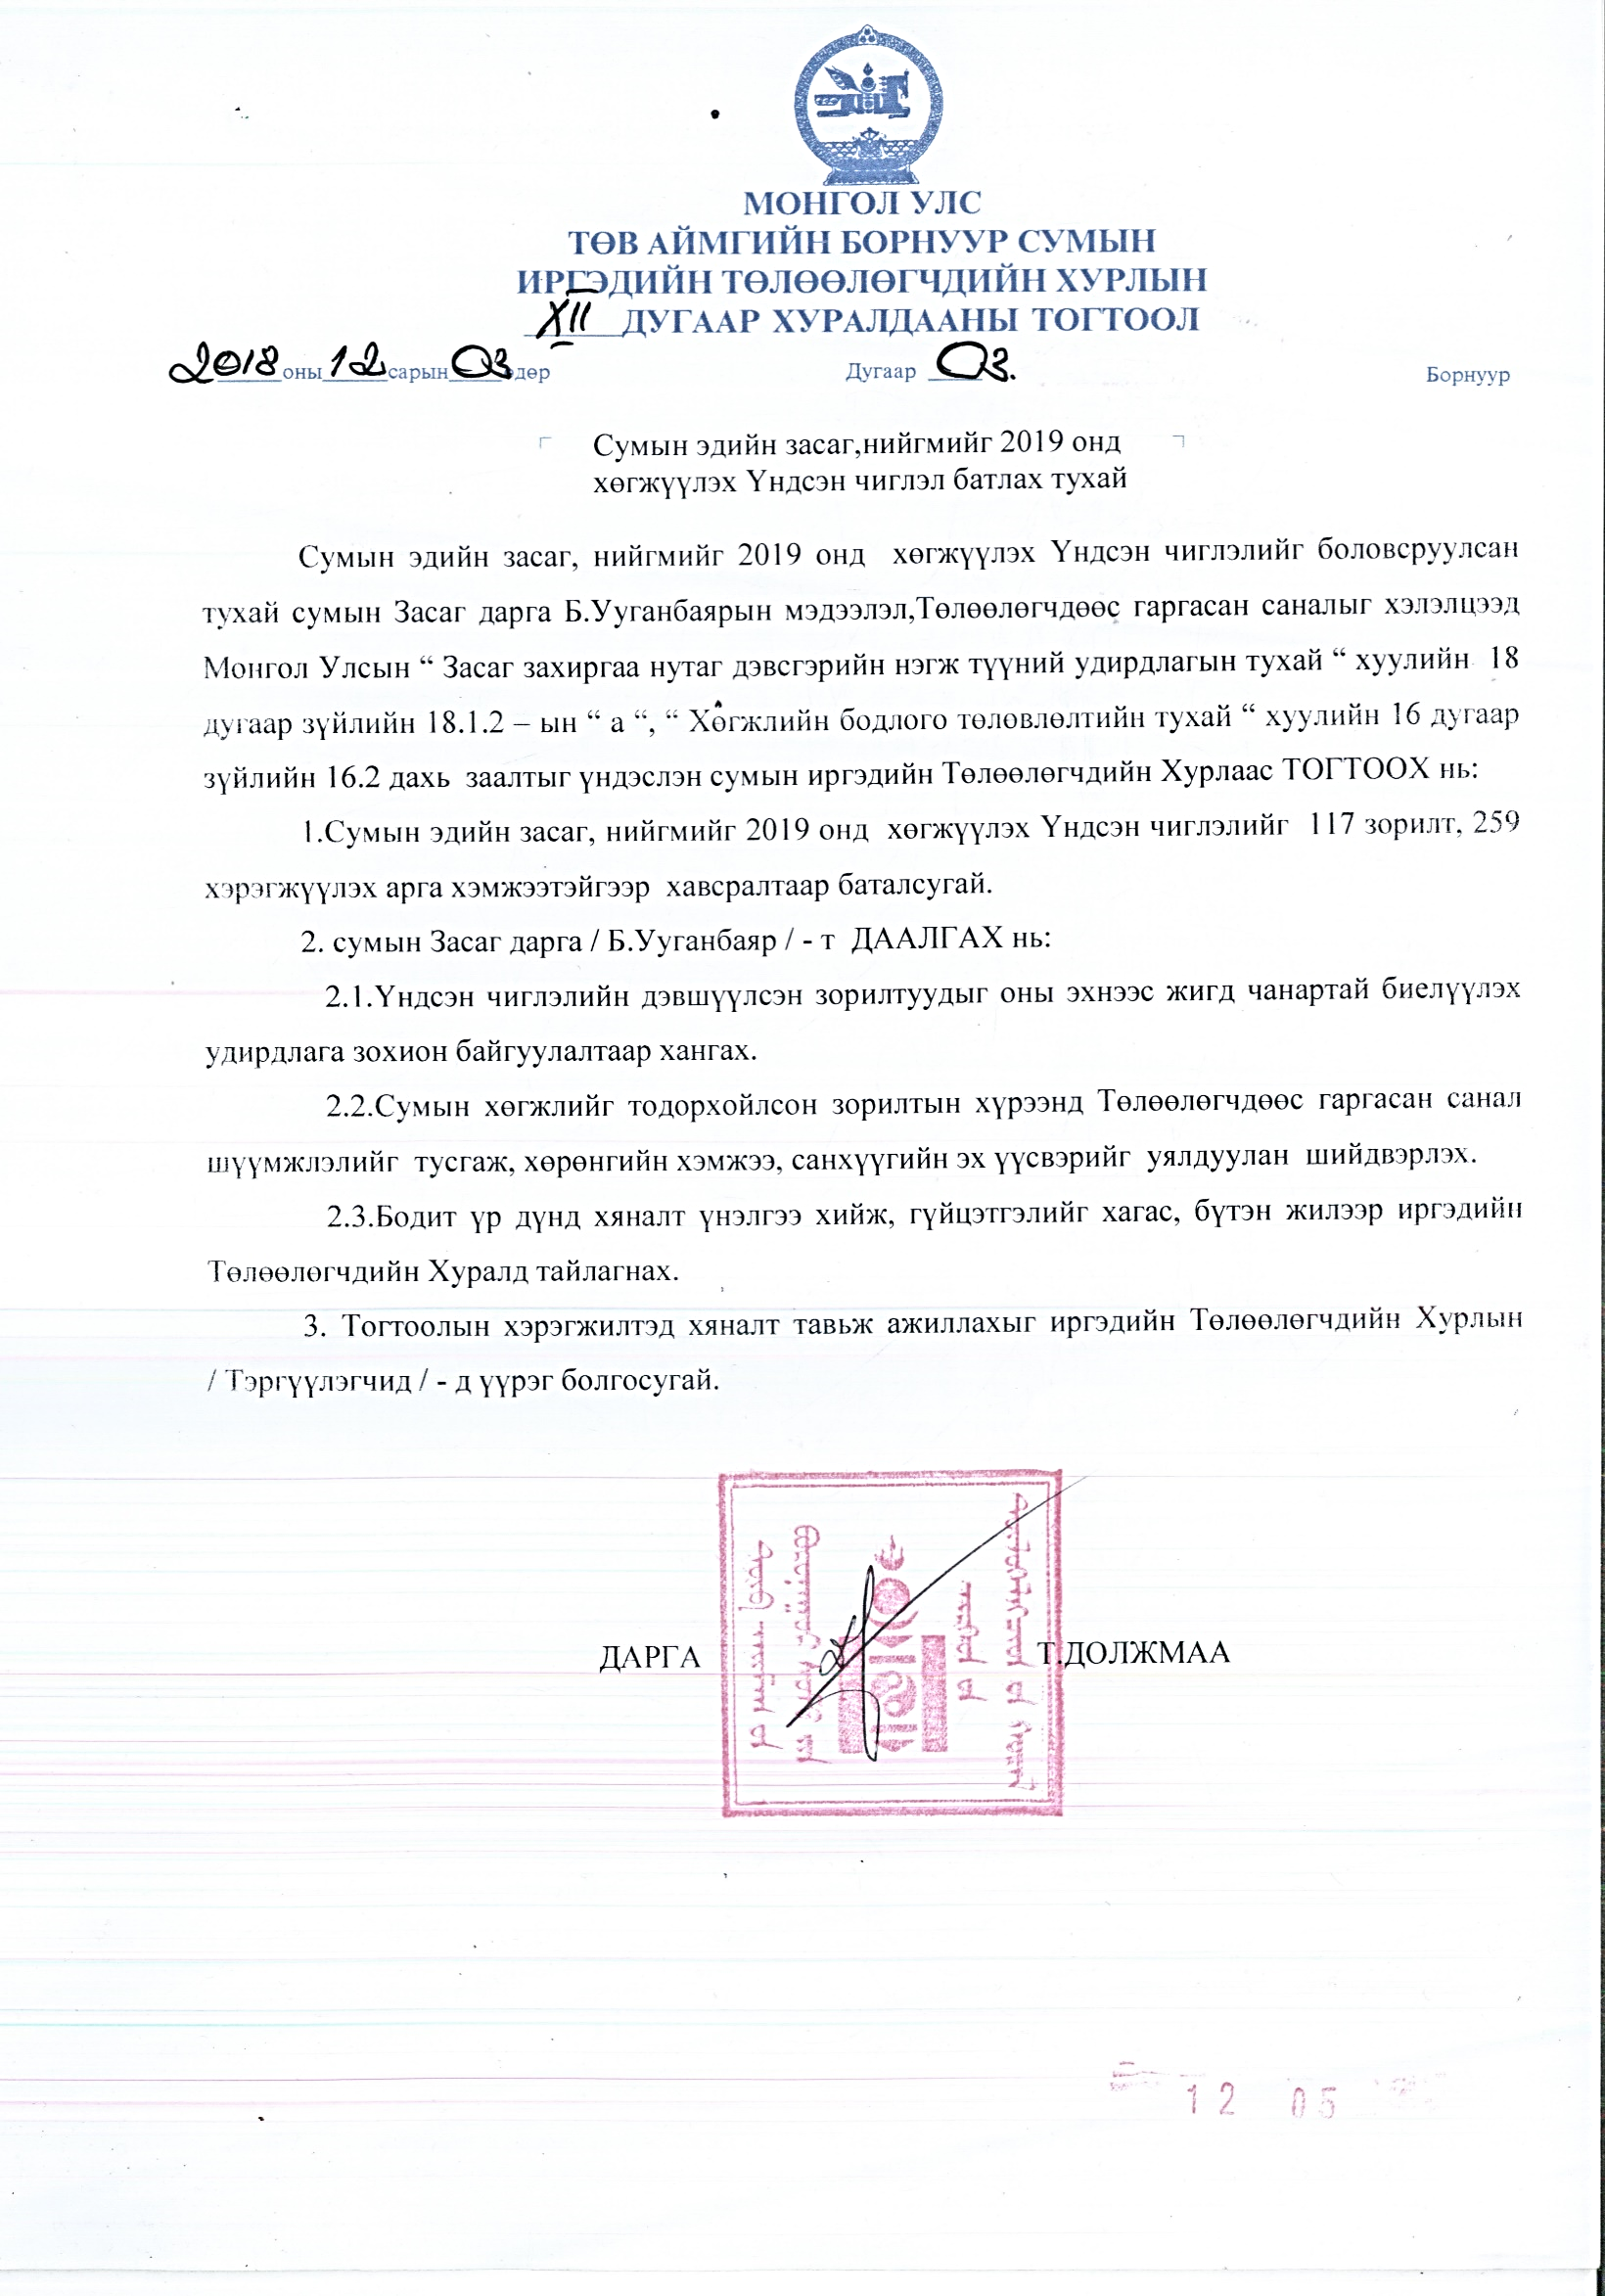 МОНГОЛ УЛС
ТӨВ АЙМГИЙН БОРНУУР СУМЫН
ИРГЭДИЙН ТӨЛӨӨЛӨГЧДИЙН ХУРЛЫН
XII ДУГААР ХУРАЛДААНЫ ТОГТООЛ
2018 оны 12 сарын 03 өдөр Дугаар 03. Борнуур
Сумын эдийн засаг,нийгмийг 2019 онд
хөгжүүлэх Үндсэн чиглэл батлах тухай
Сумын эдийн засаг, нийгмийг 2019 онд хөгжүүлэх Үндсэн чиглэлийг боловсруулсан
тухай сумын Засаг дарга Б.Ууганбаярын мэдээлэл,Төлөөлөгчдөөс гаргасан саналыг хэлэлцээд
Монгол Улсын “ Засаг захиргаа нутаг дэвсгэрийн нэгж түүний удирдлагын тухай “ хуулийн 18
дугаар зүйлийн 18.1.2 – ын “ а “, “ Хөгжлийн бодлого төлөвлөлтийн тухай “ хуулийн 16 дугаар
зүйлийн 16.2 дахь заалтыг үндэслэн сумын иргэдийн Төлөөлөгчдийн Хурлаас ТОГТООХ нь:
1.Сумын эдийн засаг, нийгмийг 2019 онд хөгжүүлэх Үндсэн чиглэлийг 117 зорилт, 259
хэрэгжүүлэх арга хэмжээтэйгээр хавсралтаар баталсугай.
2. сумын Засаг дарга / Б.Ууганбаяр / - т ДААЛГАХ нь:
2.1.Үндсэн чиглэлийн дэвшүүлсэн зорилтуудыг оны эхнээс жигд чанартай биелүүлэх
удирдлага зохион байгуулалтаар хангах.
2.2.Сумын хөгжлийг тодорхойлсон зорилтын хүрээнд Төлөөлөгчдөөс гаргасан санал
шүүмжлэлийг тусгаж, хөрөнгийн хэмжээ, санхүүгийн эх үүсвэрийг уялдуулан шийдвэрлэх.
2.3.Бодит үр дүнд хяналт үнэлгээ хийж, гүйцэтгэлийг хагас, бүтэн жилээр иргэдийн
Төлөөлөгчдийн Хуралд тайлагнах.
3. Тогтоолын хэрэгжилтэд хяналт тавьж ажиллахыг иргэдийн Төлөөлөгчдийн Хурлын
/ Тэргүүлэгчид / - д үүрэг болгосугай.
ДАРГА Т.ДОЛЖМАА
12 05